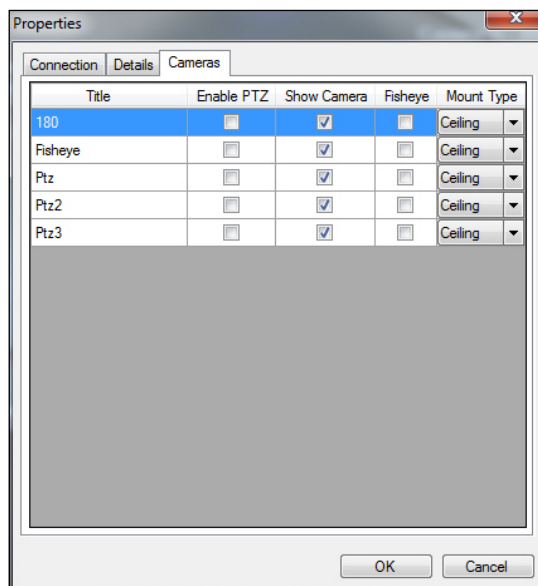 Properties
Connection Details Cameras
Title Enable PTZ Show Camera Fisheye Mount Type
180 Ceiling
Fisheye Ceiling
Ptz Ceiling
Ptz2 Ceiling
Ptz3 Ceiling
OK Cancel